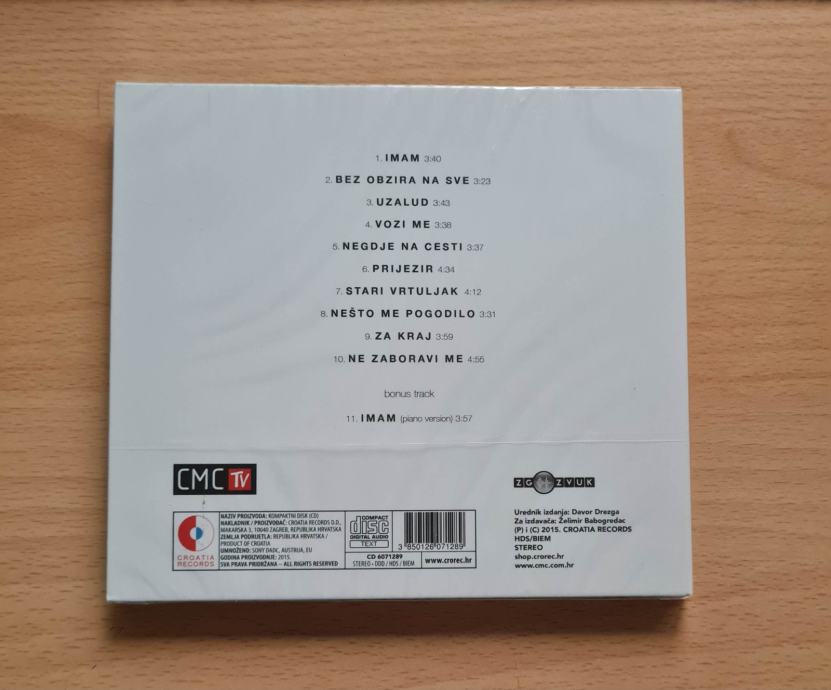 1. IMAM 3:40
2. BEZ OBZIRA NA SVE 3:23
3. UZALUD 3:43
4. VOZI ME 3:38
5. NEGDJE NA CESTI 3:37
6. PRIJEZIR 4:34
7. STARI VRTULJAK 4:12
8. NEŠTO ME POGODILO 3:31
9. ZA KRAJ 3:59
10. NE ZABORAVI ME 4:55
bonus track
11. IMAM (piano version) 3:57
CMC TV
ZG ZVUK
CROATIA
RECORDS
NAZIV PROIZVODA: KOMPAKTNI DISK (CD)
NAKLADNIK / PROIZVOĐAČ: CROATIA RECORDS D.D.,
MAKARSKA 3, 10040 ZAGREB, REPUBLIKA HRVATSKA
ZEMLJA PODRIJETLA: REPUBLIKA HRVATSKA /
PRODUCT OF CROATIA
UMNOŽENO: SONY DADC, AUSTRIJA, EU
GODINA PROIZVODNJE: 2015.
SVA PRAVA PRIDRŽANA – ALL RIGHTS RESERVED
COMPACT
disc
DIGITAL AUDIO
TEXT
CD 6071289
STEREO • DDD / HDS / BIEM
3 850126 071289
www.crorec.hr
Urednik izdanja: Davor Drezga
Za izdavača: Želimir Babogredac
(P) i (C) 2015. CROATIA RECORDS
HDS/BIEM
STEREO
shop.crorec.hr
www.cmc.com.hr